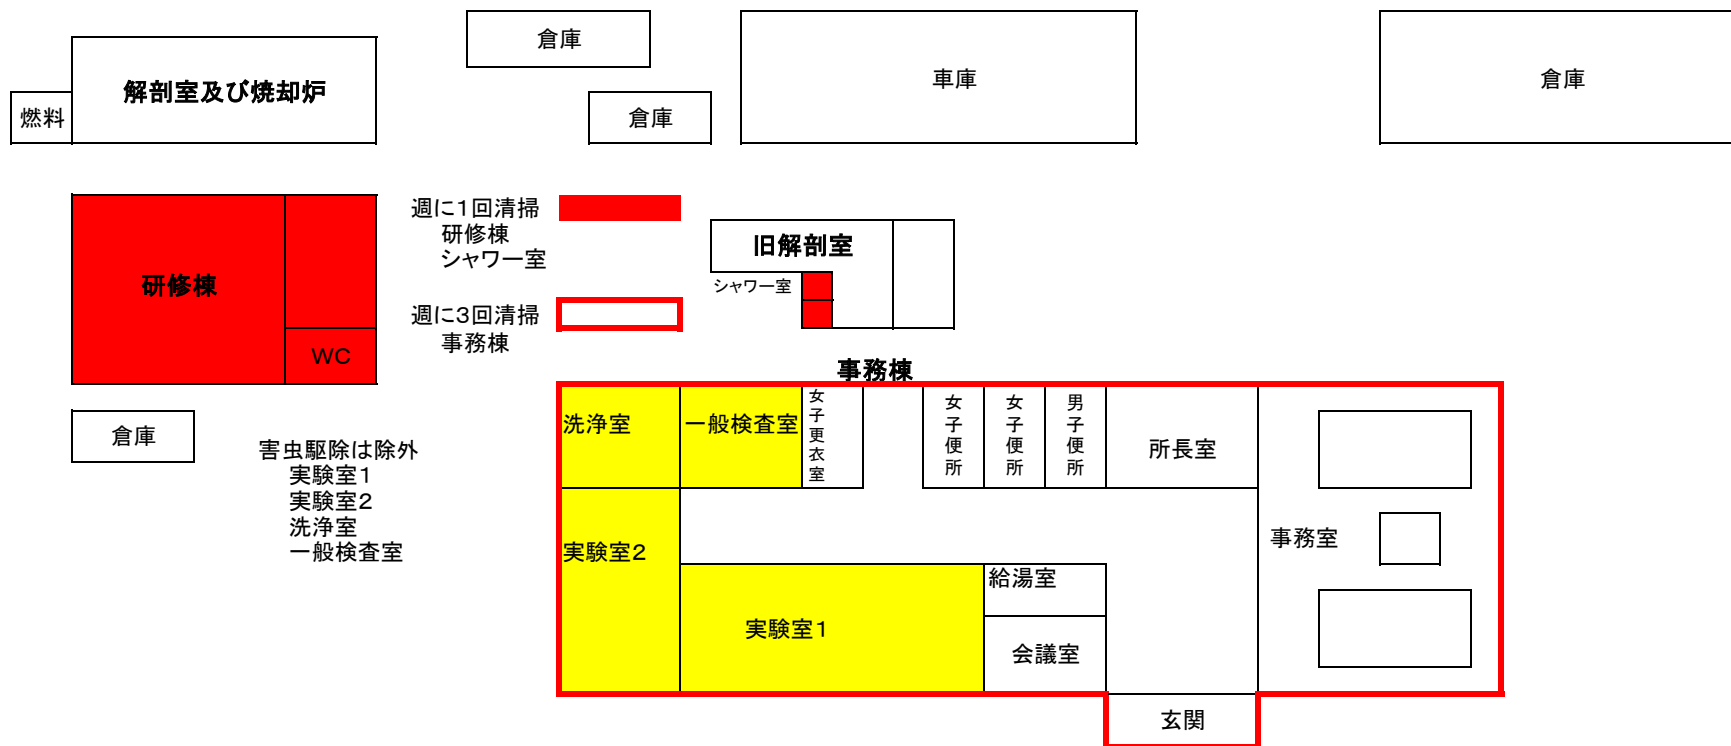 倉庫
車庫
倉庫
解剖室及び焼却炉
燃料
倉庫
週に1回清掃
研修棟
シャワー室
旧解剖室
シャワー室
研修棟
週に3回清掃
事務棟
WC
事務棟
洗浄室
一般検査室
女子更衣室
女子便所
女子便所
男子便所
所長室
倉庫
害虫駆除は除外
実験室1
実験室2
洗浄室
一般検査室
実験室2
事務室
給湯室
実験室1
会議室
玄関